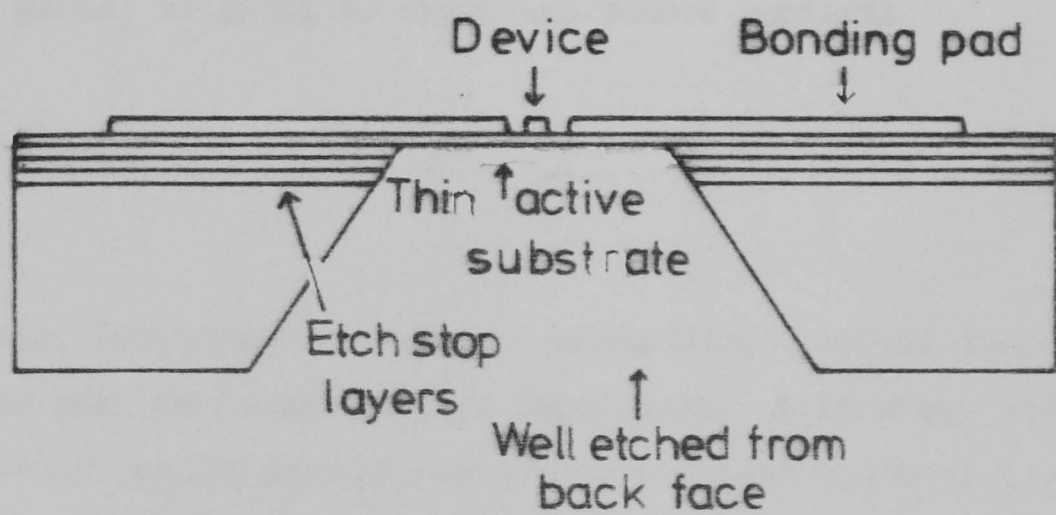 Device
Bonding pad
Thin active
substrate
Etch stop
layers
Well etched from
back face